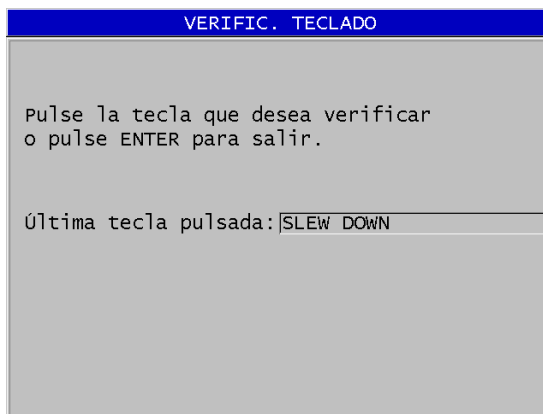 VERIFIC. TECLADO
Pulse la tecla que desea verificar
o pulse ENTER para salir.
Última tecla pulsada: SLEW DOWN